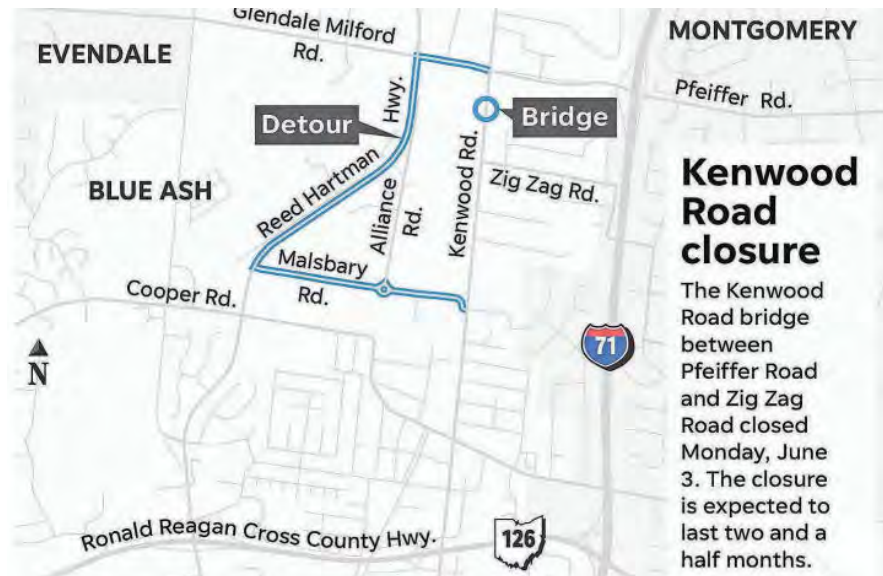 Glendale Milford
Rd.
MONTGOMERY
EVENDALE
Hwy.
Pfeiffer Rd.
Detour
Bridge
Kenwood Rd.
Reed Hartman
Zig Zag Rd.
BLUE ASH
Alliance
Rd.
Malsbary
Rd.
Cooper Rd.
N
71
Ronald Reagan Cross County Hwy.
126
Kenwood
Road
closure
The Kenwood
Road bridge
between
Pfeiffer Road
and Zig Zag
Road closed
Monday, June
3. The closure
is expected to
last two and a
half months.